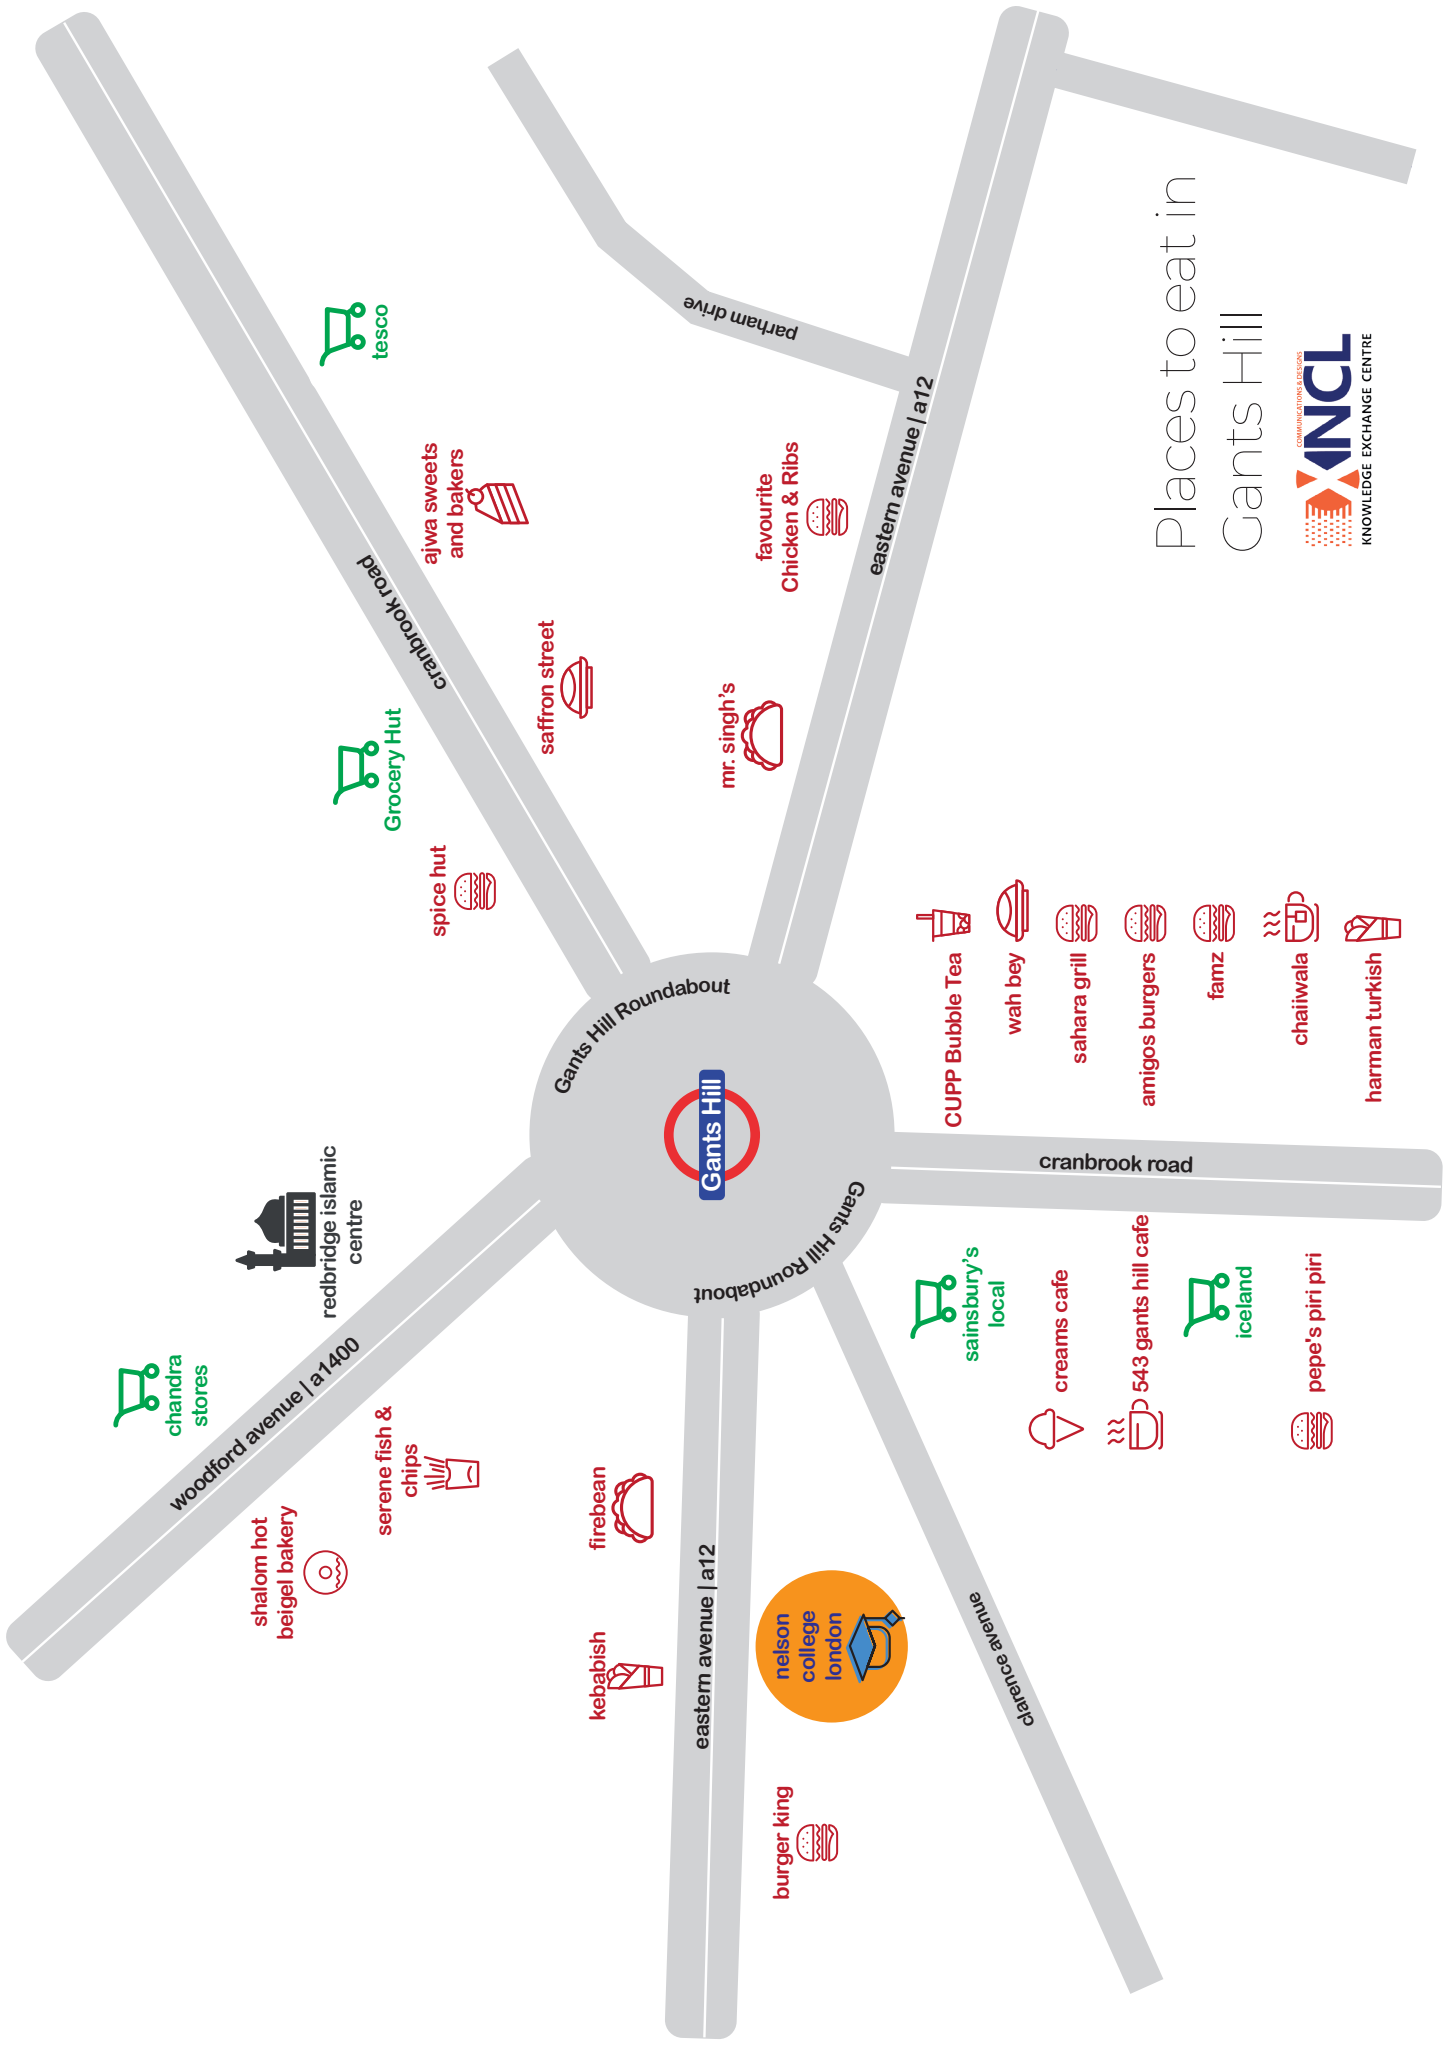 Places to eat in
Gants Hill
COMMUNICATIONS & DESIGNS
XNCL
KNOWLEDGE EXCHANGE CENTRE
chandra
stores
woodford avenue | a1400
shalom hot
beigel bakery
redbridge islamic
centre
serene fish &
chips
spice hut
Grocery Hut
tesco
cranbrook road
ajwa sweets
and bakers
saffron street
Gants Hill Roundabout
Gants Hill
Gants Hill Roundabout
firebean
kebabish
eastern avenue | a12
nelson
college
london
burger king
clarence avenue
mr. singh's
favourite
Chicken & Ribs
parham drive
eastern avenue | a12
sainsbury's
local
creams cafe
543 gants hill cafe
iceland
pepe's piri piri
cranbrook road
CUPP Bubble Tea
wah bey
sahara grill
amigos burgers
famz
chaiiwala
harman turkish